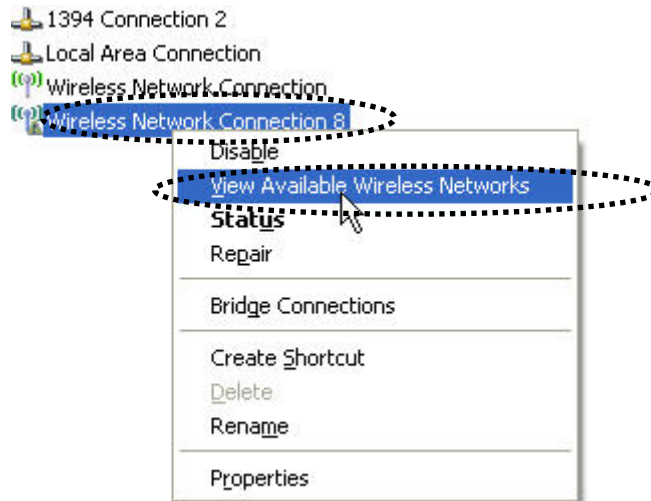 1394 Connection 2
Local Area Connection
Wireless Network Connection
Wireless Network Connection 8
Disable
View Available Wireless Networks
Status
Repair
Bridge Connections
Create Shortcut
Delete
Rename
Properties